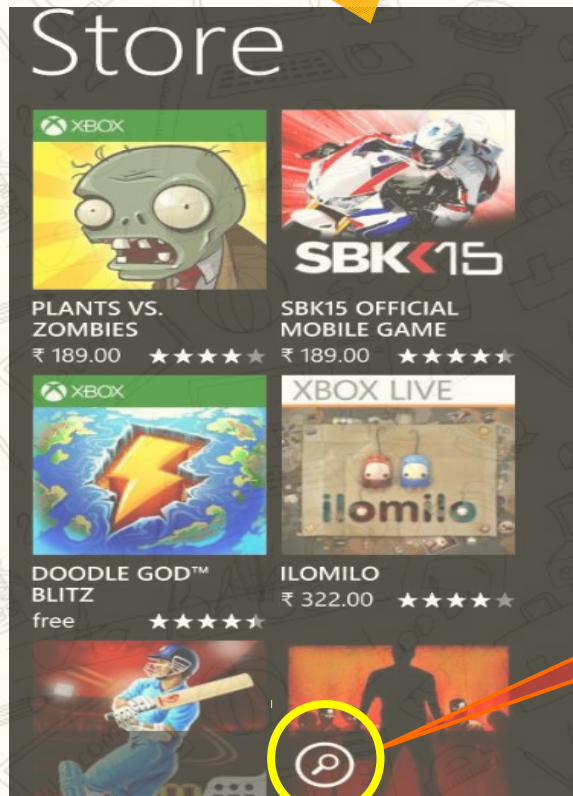 Store
XBOX
SBK15
PLANTS VS.
ZOMBIES
₹ 189.00
SBK15 OFFICIAL
MOBILE GAME
₹ 189.00
XBOX
XBOX LIVE
ilomilo
DOODLE GOD™
BLITZ
free
ILOMILO
₹ 322.00